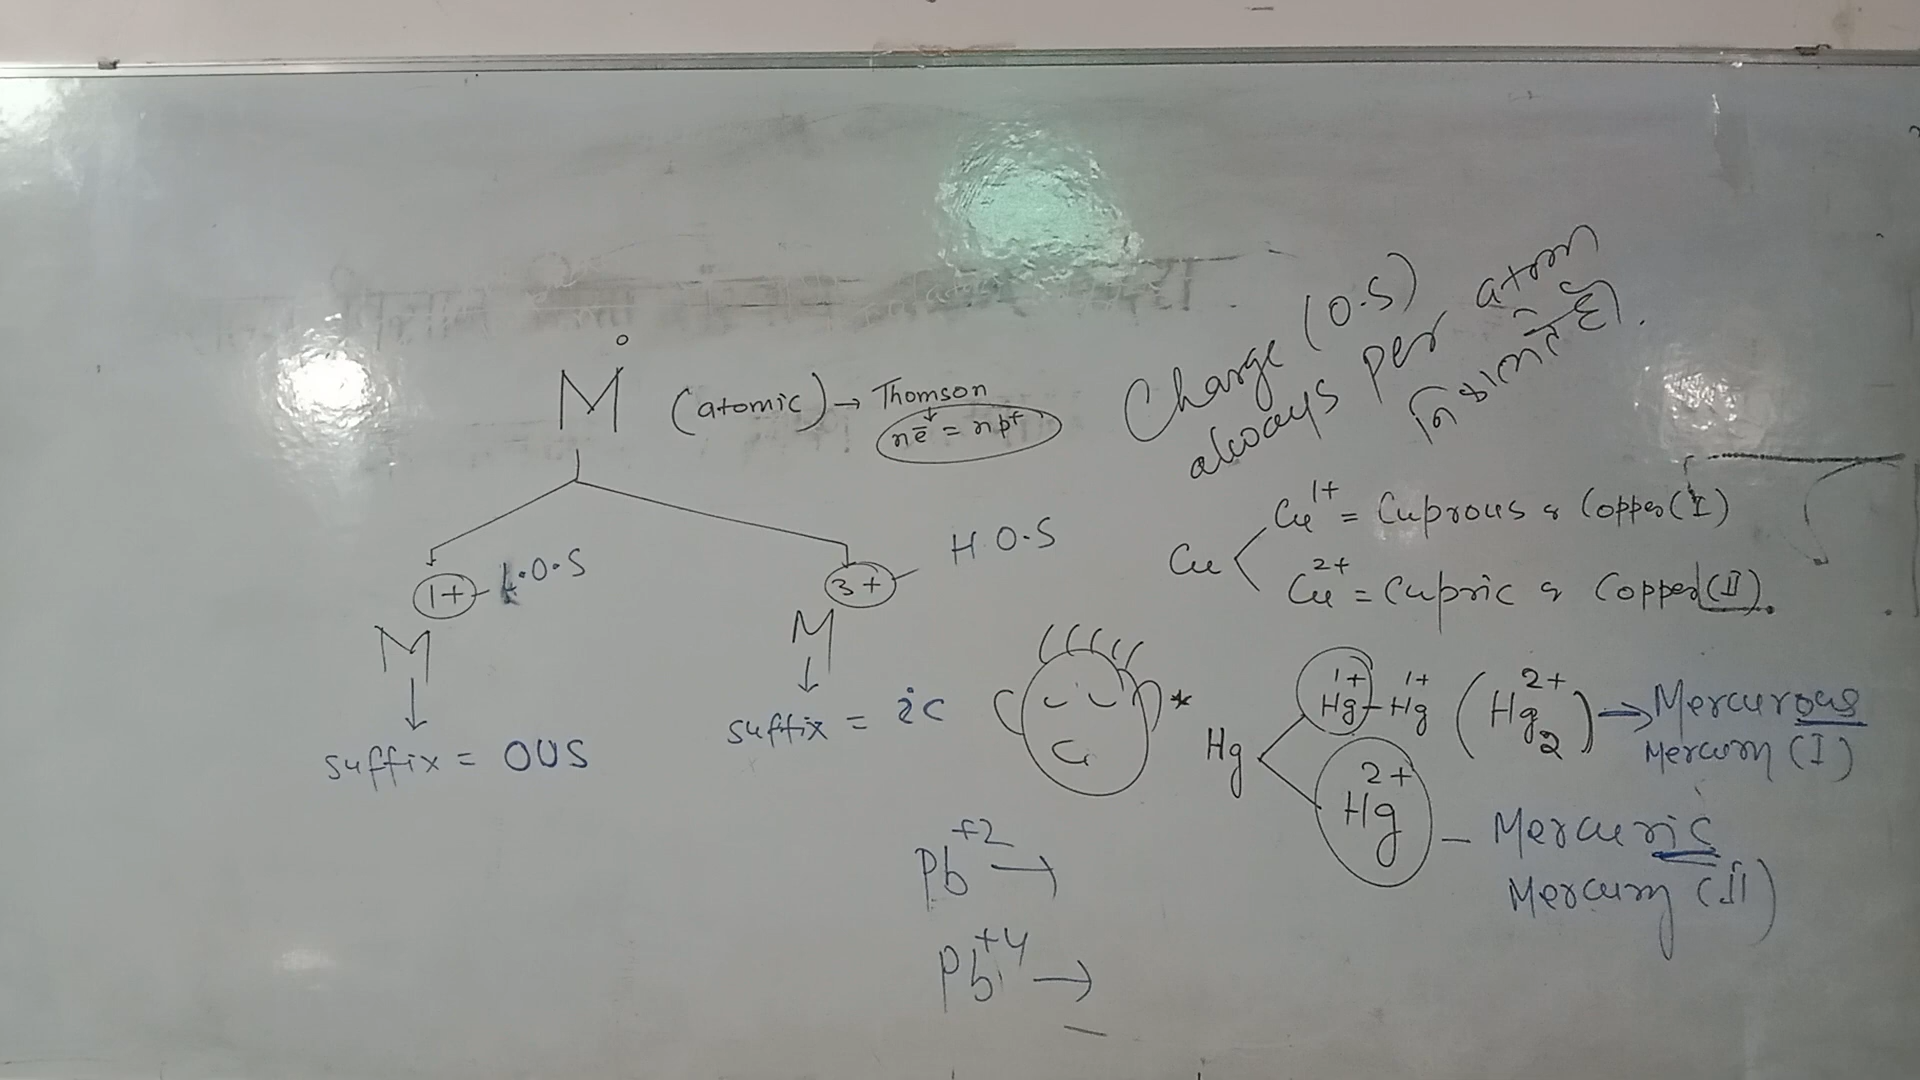 M°
(atomic) → Thomson
nē = np⁺
1+ L.O.S
M
suffix = OUS
3+ H.O.S
M
suffix = ic
Charge (O.S)
always per atom
निकालते है।
Cu
Cu¹⁺ = Cuprous & Copper(I)
Cu²⁺ = Cupric & Copper(II).
* Hg
Hg¹⁺-Hg¹⁺ (Hg₂²⁺) → Mercurous
Mercury (I)
Hg²⁺ – Mercuric
Mercury (II)
Pb⁺² →
Pb⁺⁴ →